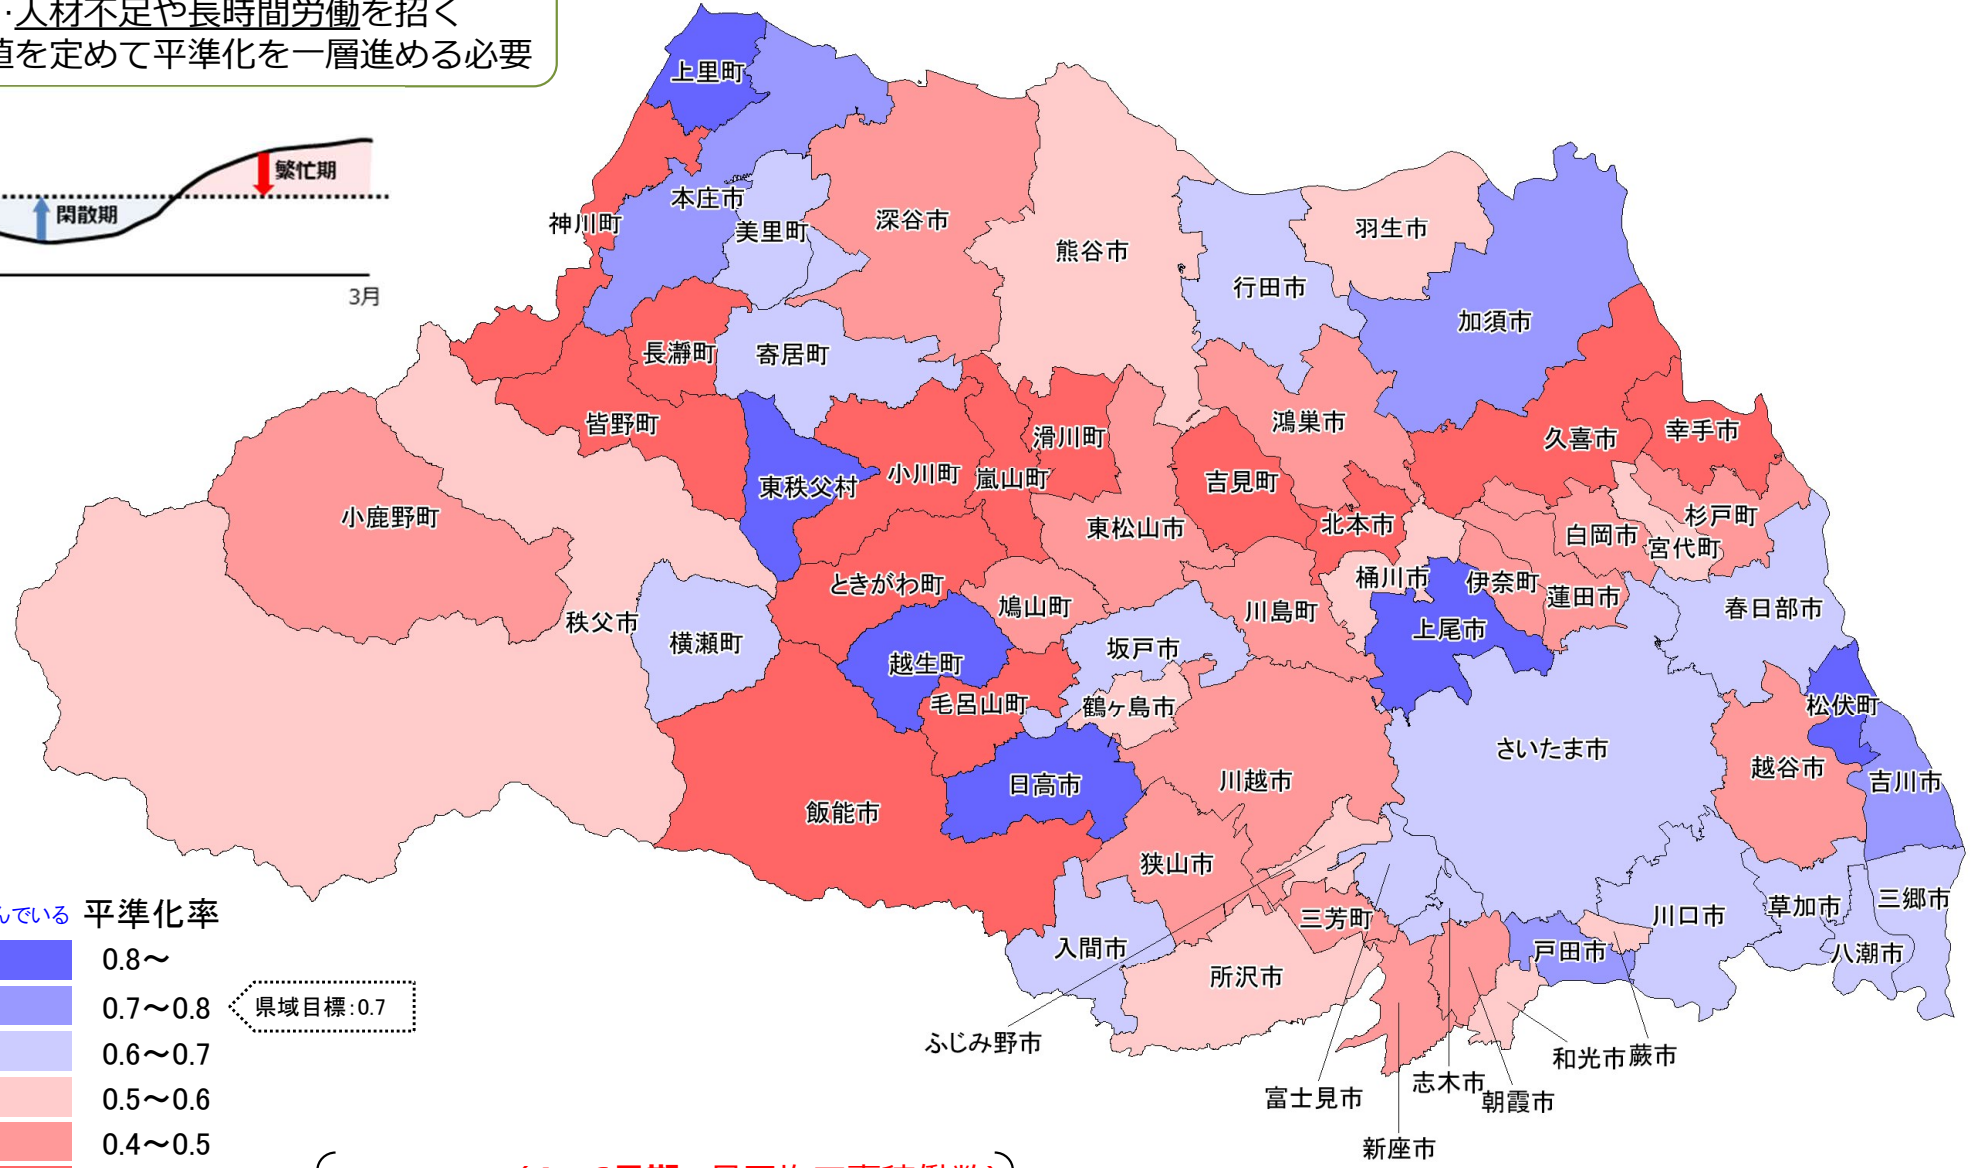 ・人材不足や長時間労働を招く
値を定めて平準化を一層進める必要
繁忙期
閑散期
3月
上里町
本庄市
神川町
美里町
深谷市
熊谷市
羽生市
行田市
加須市
長瀞町
寄居町
皆野町
鴻巣市
久喜市
幸手市
滑川町
小川町
嵐山町
吉見町
東秩父村
小鹿野町
北本市
東松山市
白岡市
杉戸町
宮代町
ときがわ町
鳩山町
桶川市
伊奈町
蓮田市
川島町
春日部市
秩父市
横瀬町
坂戸市
上尾市
越生町
毛呂山町
鶴ヶ島市
松伏町
さいたま市
越谷市
吉川市
日高市
川越市
飯能市
狭山市
三芳町
川口市
草加市
三郷市
入間市
戸田市
八潮市
所沢市
ふじみ野市
富士見市
志木市
朝霞市
和光市
蕨市
新座市
んでいる 平準化率
0.8～
0.7～0.8
県域目標：0.7
0.6～0.7
0.5～0.6
0.4～0.5